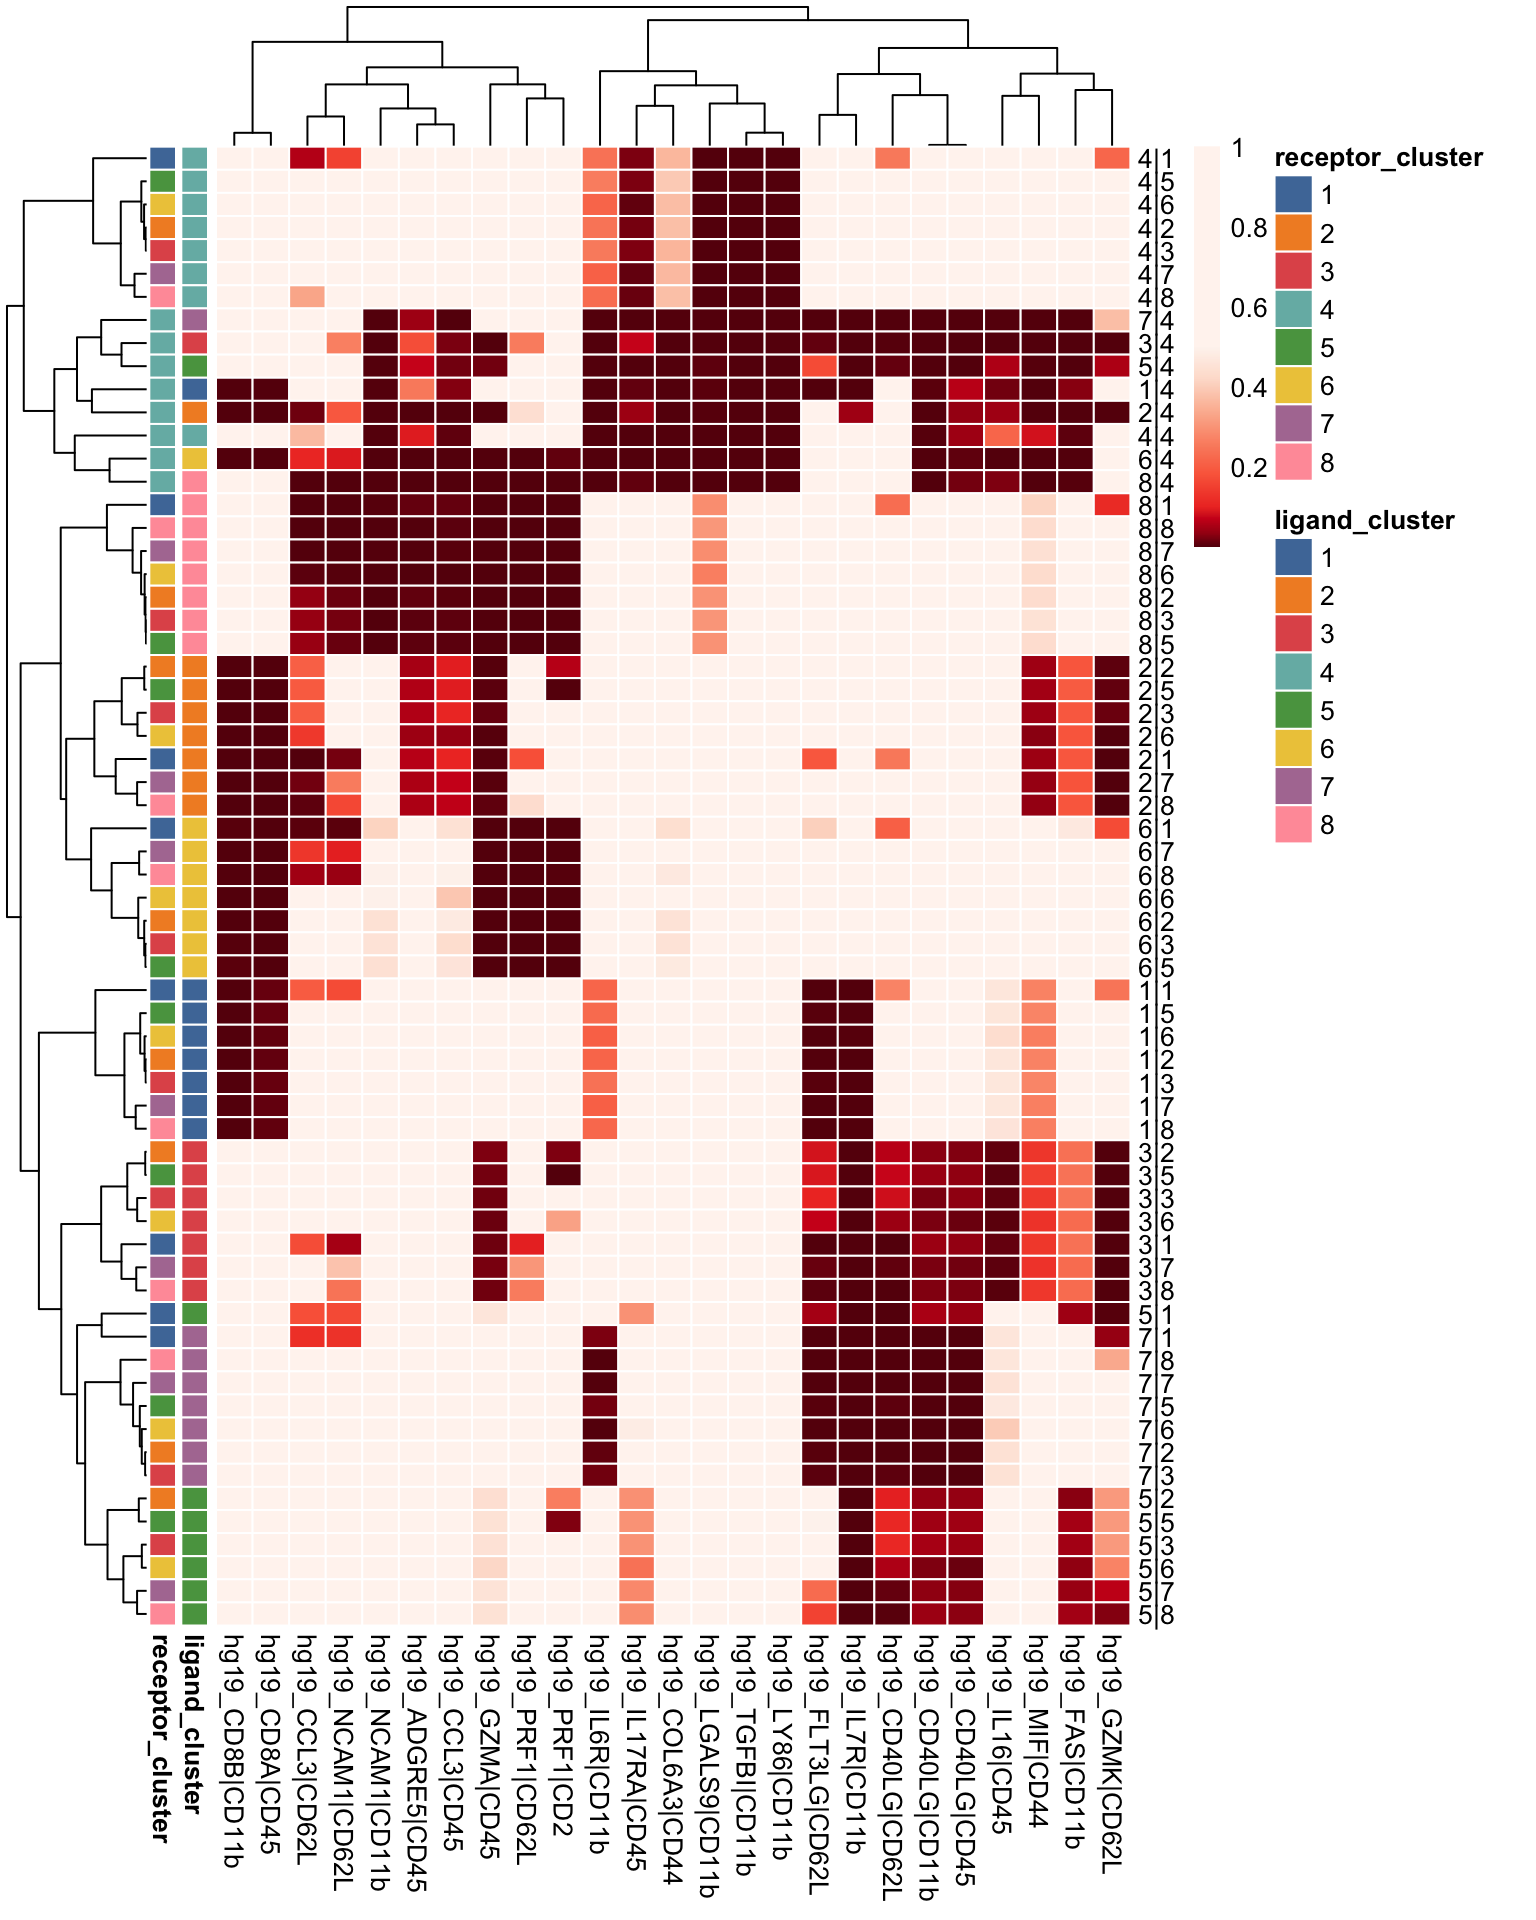 1
0.8
0.6
0.4
0.2
receptor_cluster
1
2
3
4
5
6
7
8
ligand_cluster
1
2
3
4
5
6
7
8
4|1
4|5
4|6
4|2
4|3
4|7
4|8
7|4
3|4
5|4
1|4
2|4
4|4
6|4
8|4
8|1
8|8
8|7
8|6
8|2
8|3
8|5
2|2
2|5
2|3
2|6
2|1
2|7
2|8
6|1
6|7
6|8
6|6
6|2
6|3
6|5
1|1
1|5
1|6
1|2
1|3
1|7
1|8
3|2
3|5
3|3
3|6
3|1
3|7
3|8
5|1
7|1
7|8
7|7
7|5
7|6
7|2
7|3
5|2
5|5
5|3
5|6
5|7
5|8
receptor_cluster
ligand_cluster
hg19_CD8B|CD11b
hg19_CD8A|CD45
hg19_CCL3|CD62L
hg19_NCAM1|CD62L
hg19_NCAM1|CD11b
hg19_ADGRE5|CD45
hg19_CCL3|CD45
hg19_GZMA|CD45
hg19_PRF1|CD62L
hg19_PRF1|CD2
hg19_IL6R|CD11b
hg19_IL17RA|CD45
hg19_COL6A3|CD44
hg19_LGALS9|CD11b
hg19_TGFBI|CD11b
hg19_LY86|CD11b
hg19_FLT3LG|CD62L
hg19_IL7R|CD11b
hg19_CD40LG|CD62L
hg19_CD40LG|CD11b
hg19_CD40LG|CD45
hg19_IL16|CD45
hg19_MIF|CD44
hg19_FAS|CD11b
hg19_GZMK|CD62L